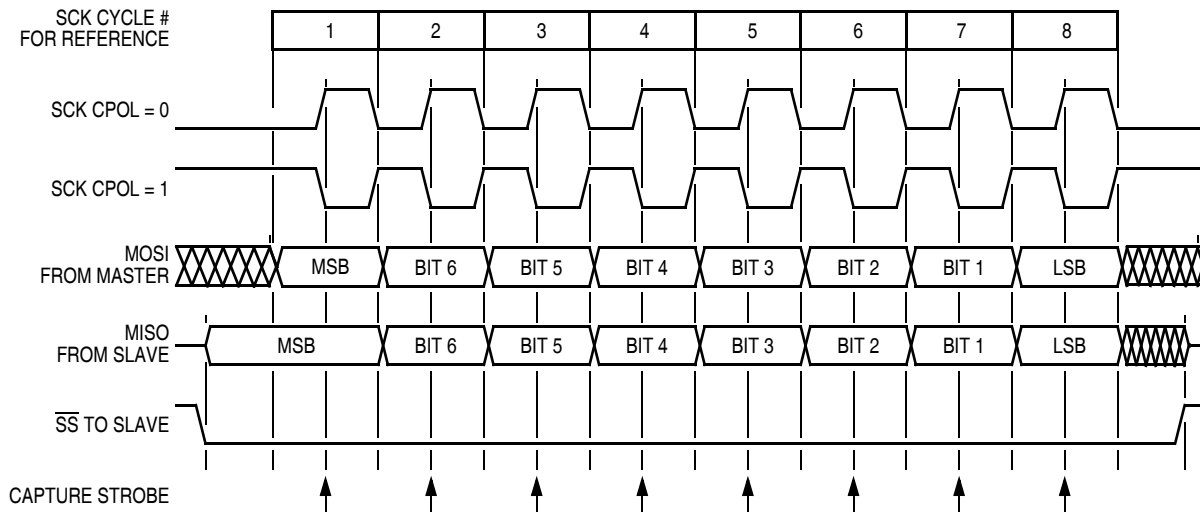 SCK CYCLE #
FOR REFERENCE
1 2 3 4 5 6 7 8
SCK CPOL = 0
SCK CPOL = 1
MOSI
FROM MASTER
MSB BIT 6 BIT 5 BIT 4 BIT 3 BIT 2 BIT 1 LSB
MISO
FROM SLAVE
MSB BIT 6 BIT 5 BIT 4 BIT 3 BIT 2 BIT 1 LSB
S̅S̅ TO SLAVE
CAPTURE STROBE